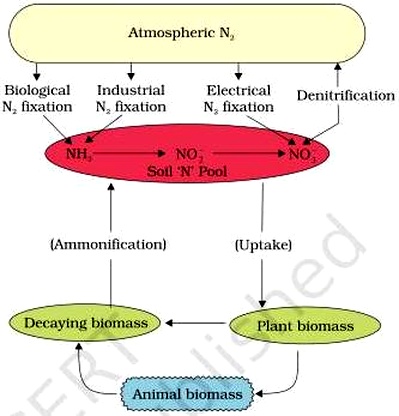 Atmospheric N₂
Biological
N₂ fixation
Industrial
N₂ fixation
Electrical
N₂ fixation
Denitrification
NH₃
NO₂⁻
NO₃⁻
Soil 'N' Pool
(Ammonification)
(Uptake)
Decaying biomass
Plant biomass
Animal biomass